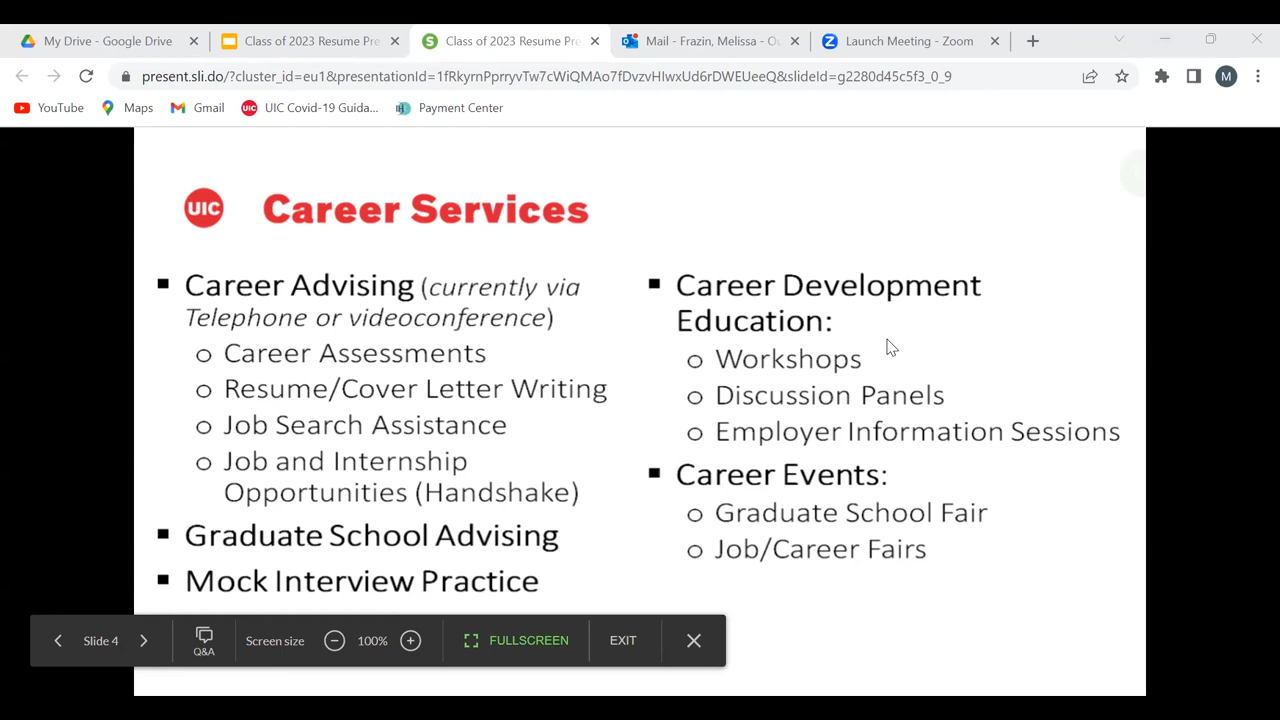 My Drive - Google Drive
Class of 2023 Resume Pre
Class of 2023 Resume Pre
Mail - Frazin, Melissa - Ou
Launch Meeting - Zoom
present.sli.do/?cluster_id=eu1&presentationId=1fRkyrnPprryvTw7cWiQMAo7fDvzvHIwxUd6rDWEUeeQ&slideId=g2280d45c5f3_0_9
M
YouTube
Maps
Gmail
UIC
UIC Covid-19 Guida...
Payment Center
UIC
Career Services
▪ Career Advising (currently via
Telephone or videoconference)
o Career Assessments
o Resume/Cover Letter Writing
o Job Search Assistance
o Job and Internship
Opportunities (Handshake)
▪ Graduate School Advising
▪ Mock Interview Practice
▪ Career Development
Education:
o Workshops
o Discussion Panels
o Employer Information Sessions
▪ Career Events:
o Graduate School Fair
o Job/Career Fairs
Slide 4
Q&A
Screen size
100%
FULLSCREEN
EXIT